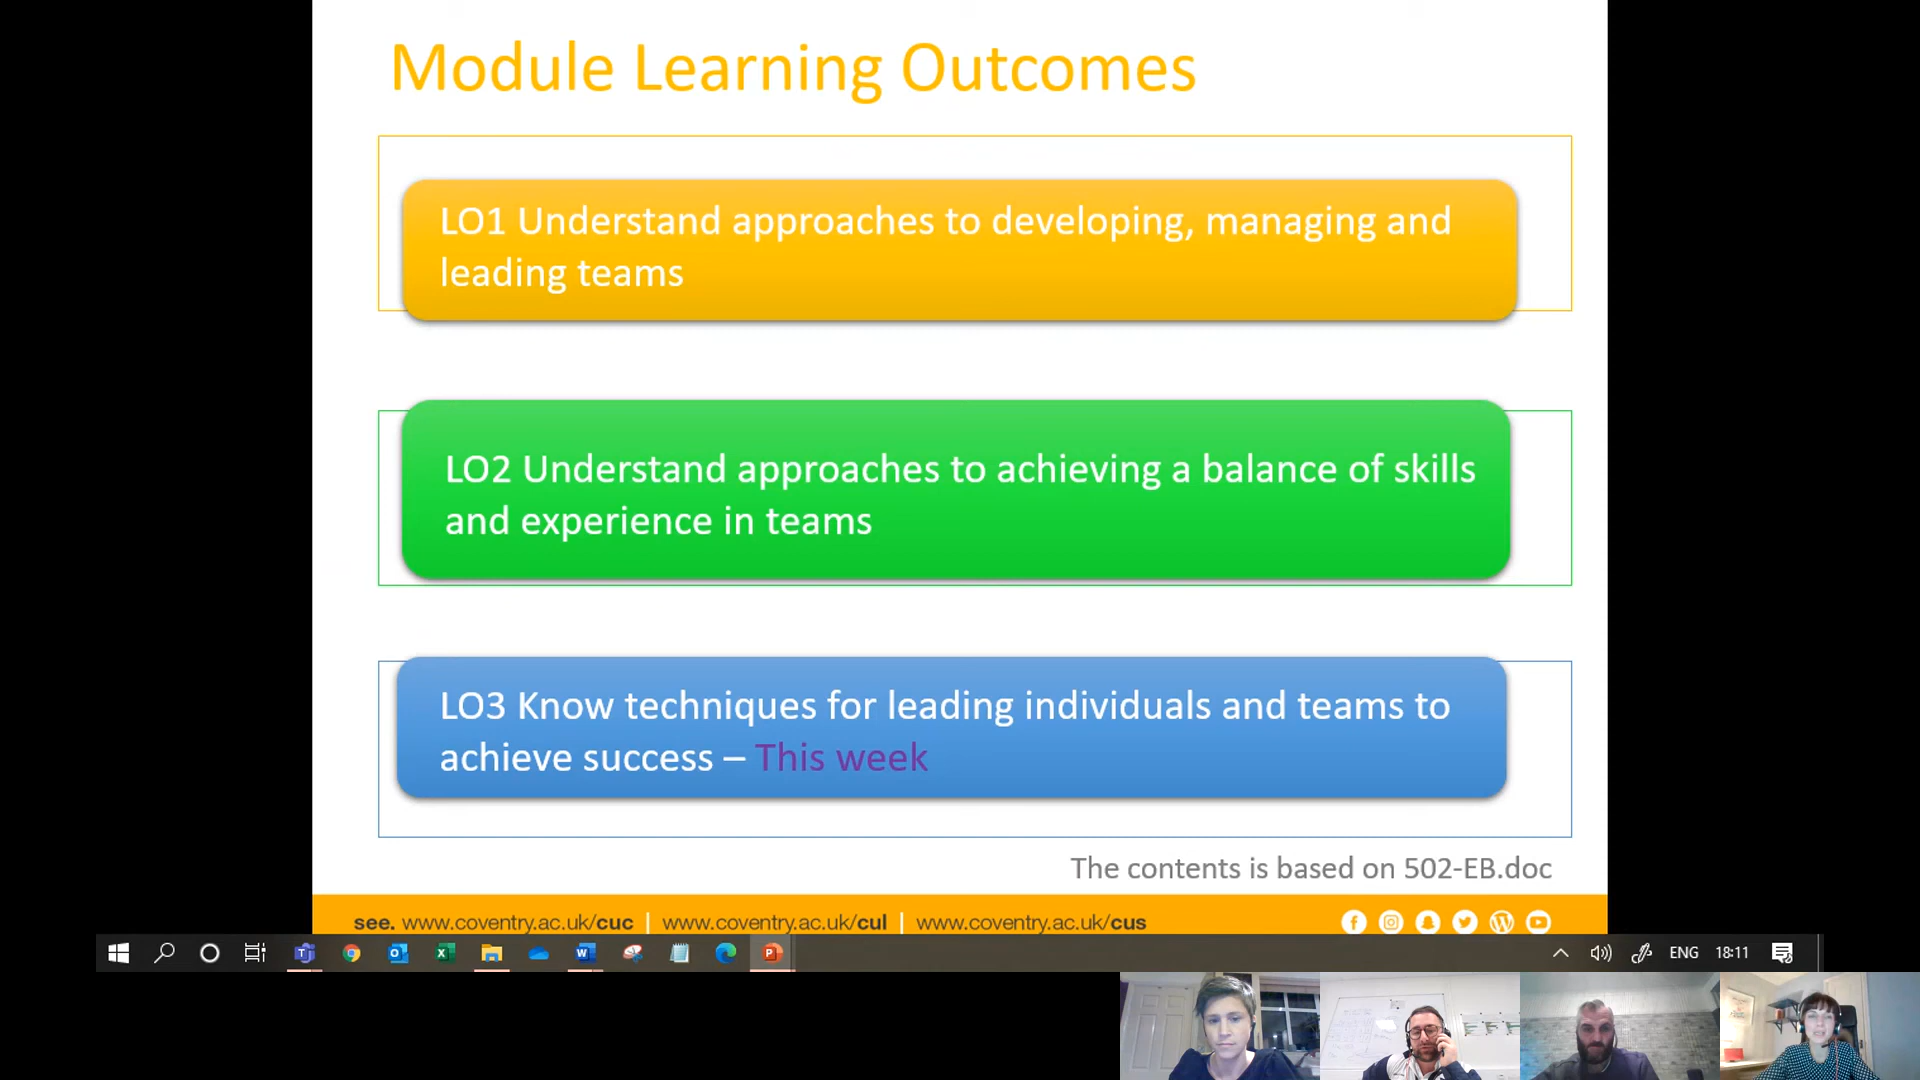 Module Learning Outcomes
LO1 Understand approaches to developing, managing and
leading teams
LO2 Understand approaches to achieving a balance of skills
and experience in teams
LO3 Know techniques for leading individuals and teams to
achieve success – This week
The contents is based on 502-EB.doc
see. www.coventry.ac.uk/cuc | www.coventry.ac.uk/cul | www.coventry.ac.uk/cus
ENG 18:11